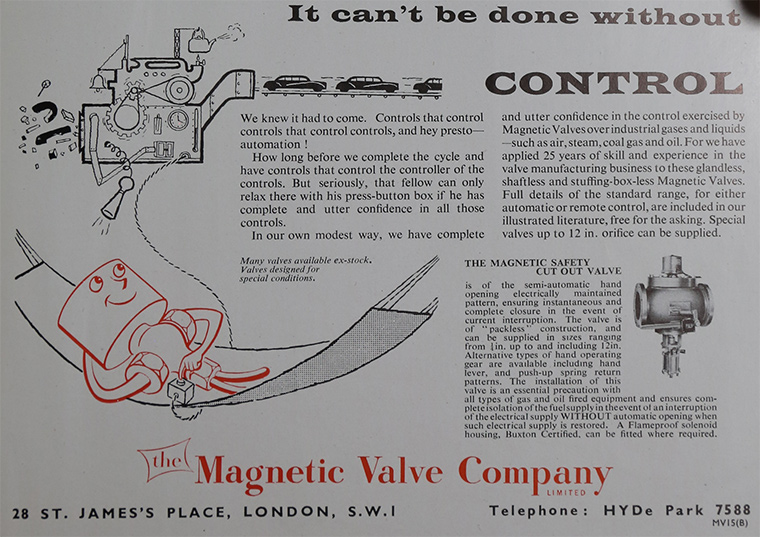 It can't be done without
CONTROL
We knew it had to come. Controls that control
controls that control controls, and hey presto—
automation !
How long before we complete the cycle and
have controls that control the controller of the
controls. But seriously, that fellow can only
relax there with his press-button box if he has
complete and utter confidence in all those
controls.
In our own modest way, we have complete
and utter confidence in the control exercised by
Magnetic Valves over industrial gases and liquids
—such as air, steam, coal gas and oil. For we have
applied 25 years of skill and experience in the
valve manufacturing business to these glandless,
shaftless and stuffing-box-less Magnetic Valves.
Full details of the standard range, for either
automatic or remote control, are included in our
illustrated literature, free for the asking. Special
valves up to 12 in. orifice can be supplied.
Many valves available ex-stock.
Valves designed for
special conditions.
THE MAGNETIC SAFETY
CUT OUT VALVE
is of the semi-automatic hand
opening electrically maintained
pattern, ensuring instantaneous and
complete closure in the event of
current interruption. The valve is
of "packless" construction, and
can be supplied in sizes ranging
from up to and including 12in.
Alternative types of hand operating
gear are available including hand
lever, and push-up spring return
patterns. The installation of this
valve is an essential precaution with
all types of gas and oil fired equipment and ensures com-
plete isolation of the fuel supply in the event of an interruption
of the electrical supply WITHOUT automatic opening when
such electrical supply is restored. A Flameproof solenoid
housing, Buxton Certified, can be fitted where required.
the Magnetic Valve Company
LIMITED
28 ST. JAMES'S PLACE, LONDON, S.W.1
Telephone: HYDe Park 7588
MV15(B)